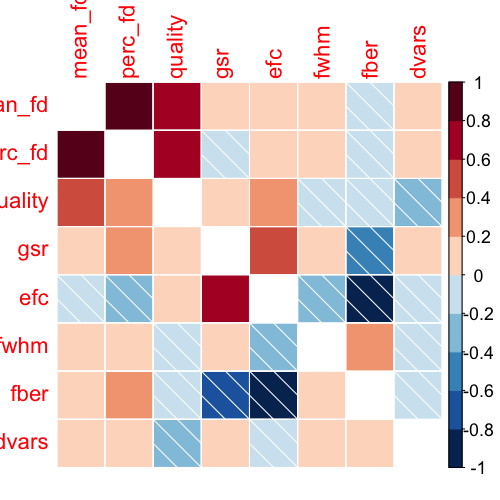 mean_fd perc_fd quality gsr efc fwhm fber dvars
an_fd
rc_fd
uality
gsr
efc
fwhm
fber
dvars
1
0.8
0.6
0.4
0.2
0
-0.2
-0.4
-0.6
-0.8
-1